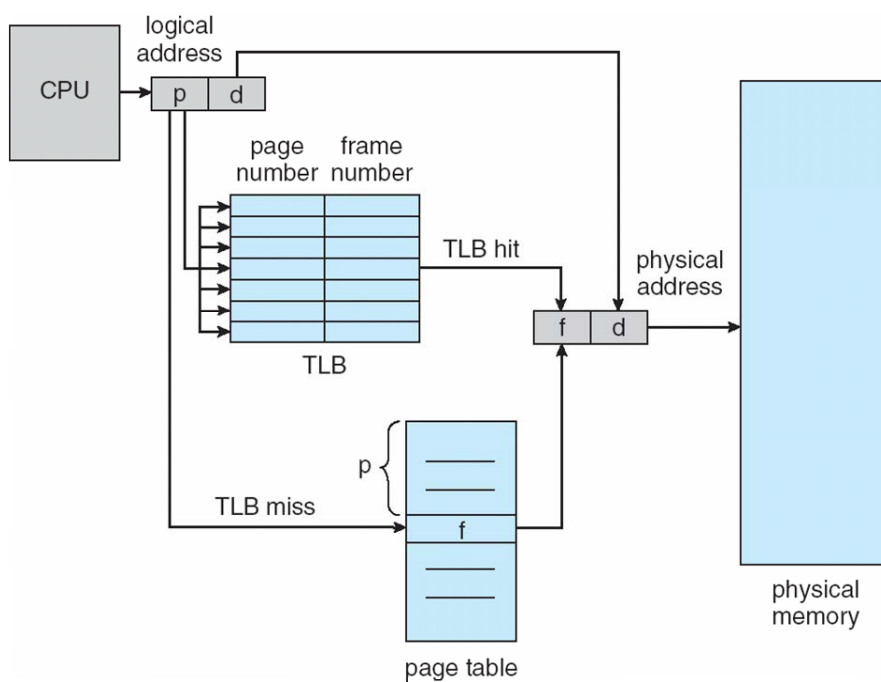 logical
address
CPU
p
d
page
number
frame
number
TLB hit
physical
address
f
d
TLB
p
TLB miss
f
page table
physical
memory